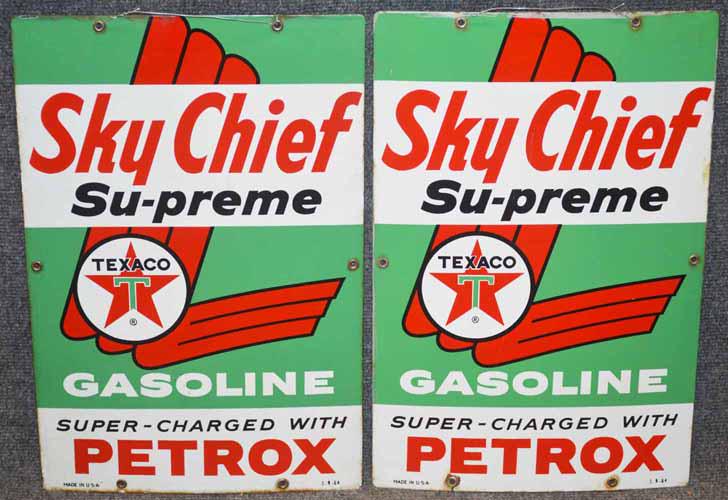 Sky Chief
Su-preme
TEXACO
T
®
GASOLINE
SUPER-CHARGED WITH
PETROX
MADE IN U.S.A.
Sky Chief
Su-preme
TEXACO
T
®
GASOLINE
SUPER-CHARGED WITH
PETROX
MADE IN U.S.A.